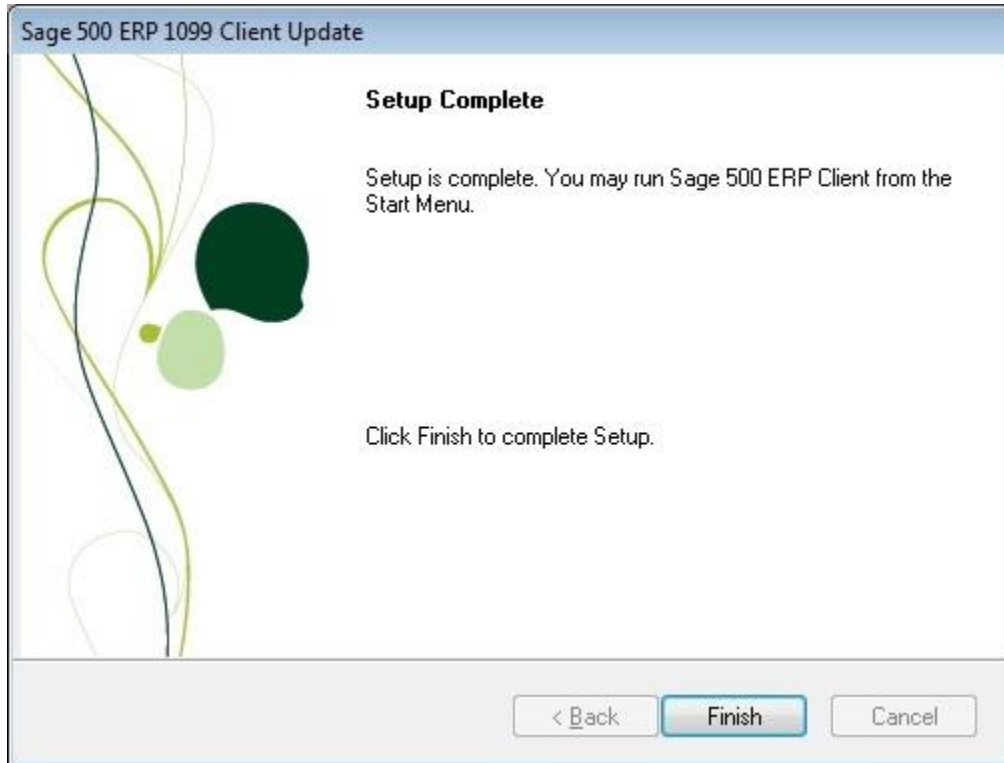 Sage 500 ERP 1099 Client Update
Setup Complete
Setup is complete. You may run Sage 500 ERP Client from the
Start Menu.
Click Finish to complete Setup.
< Back
Finish
Cancel